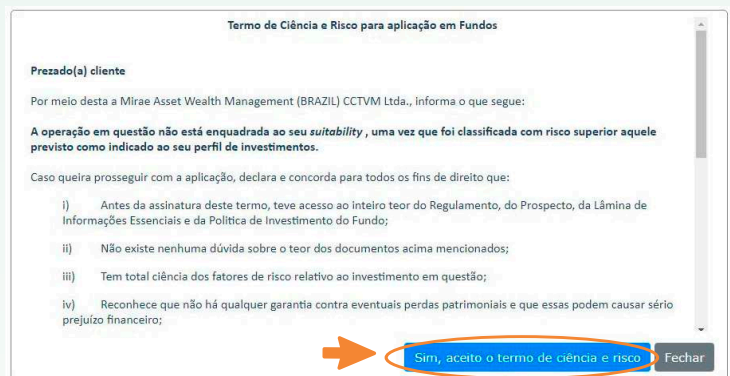 Termo de Ciência e Risco para aplicação em Fundos
Prezado(a) cliente
Por meio desta a Mirae Asset Wealth Management (BRAZIL) CCTVM Ltda., informa o que segue:
A operação em questão não está enquadrada ao seu suitability , uma vez que foi classificada com risco superior aquele
previsto como indicado ao seu perfil de investimentos.
Caso queira prosseguir com a aplicação, declara e concorda para todos os fins de direito que:
i) Antes da assinatura deste termo, teve acesso ao inteiro teor do Regulamento, do Prospecto, da Lâmina de
Informações Essenciais e da Política de Investimento do Fundo;
ii) Não existe nenhuma dúvida sobre o teor dos documentos acima mencionados;
iii) Tem total ciência dos fatores de risco relativo ao investimento em questão;
iv) Reconhece que não há qualquer garantia contra eventuais perdas patrimoniais e que essas podem causar sério
prejuízo financeiro;
Sim, aceito o termo de ciência e risco Fechar